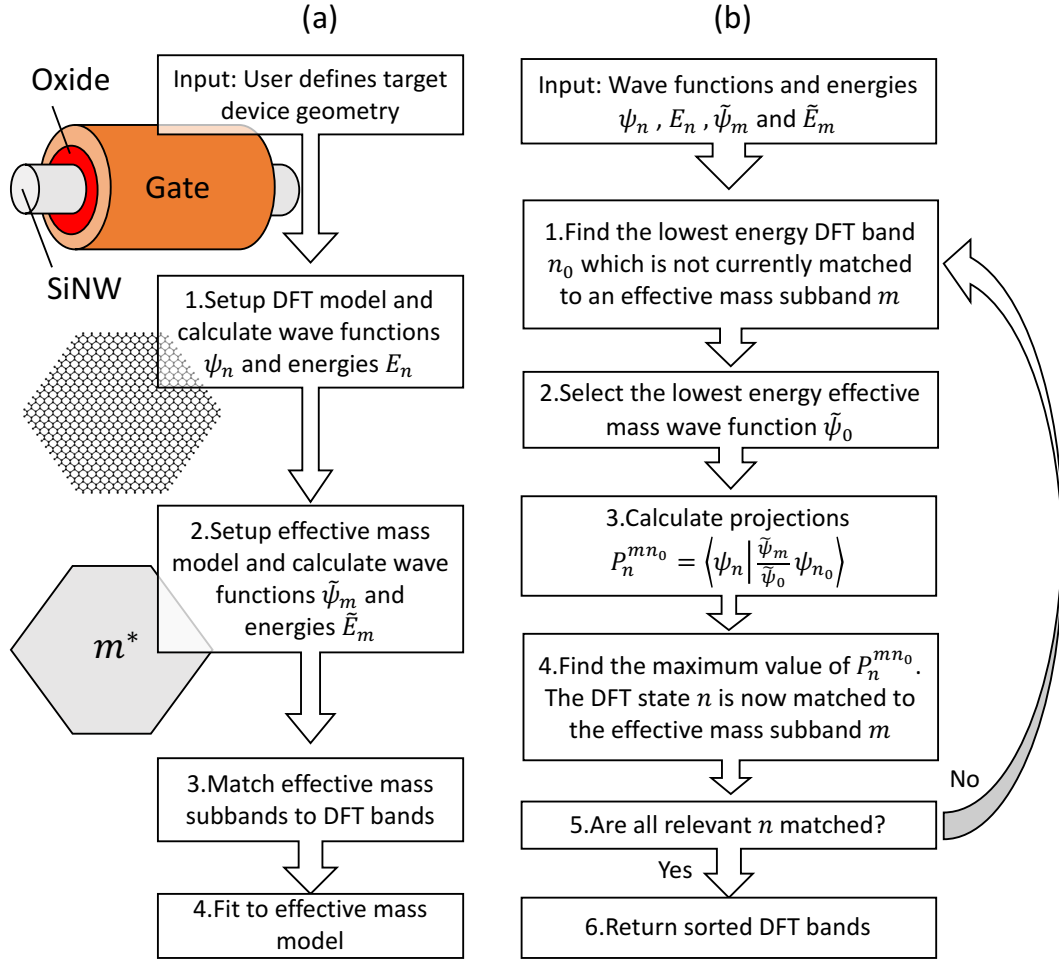 (a)
Oxide
Gate
SiNW
Input: User defines target
device geometry
1.Setup DFT model and
calculate wave functions
ψₙ and energies Eₙ
2.Setup effective mass
model and calculate wave
functions ψ̃ₘ and
energies Ẽₘ
m*
3.Match effective mass
subbands to DFT bands
4.Fit to effective mass
model
(b)
Input: Wave functions and energies
ψₙ , Eₙ , ψ̃ₘ and Ẽₘ
1.Find the lowest energy DFT band
n₀ which is not currently matched
to an effective mass subband m
2.Select the lowest energy effective
mass wave function ψ̃₀
3.Calculate projections
Pₙ^{mn₀} = ⟨ψₙ| ψ̃ₘ/ψ̃₀ ψₙ₀⟩
4.Find the maximum value of Pₙ^{mn₀}.
The DFT state n is now matched to
the effective mass subband m
No
5.Are all relevant n matched?
Yes
6.Return sorted DFT bands